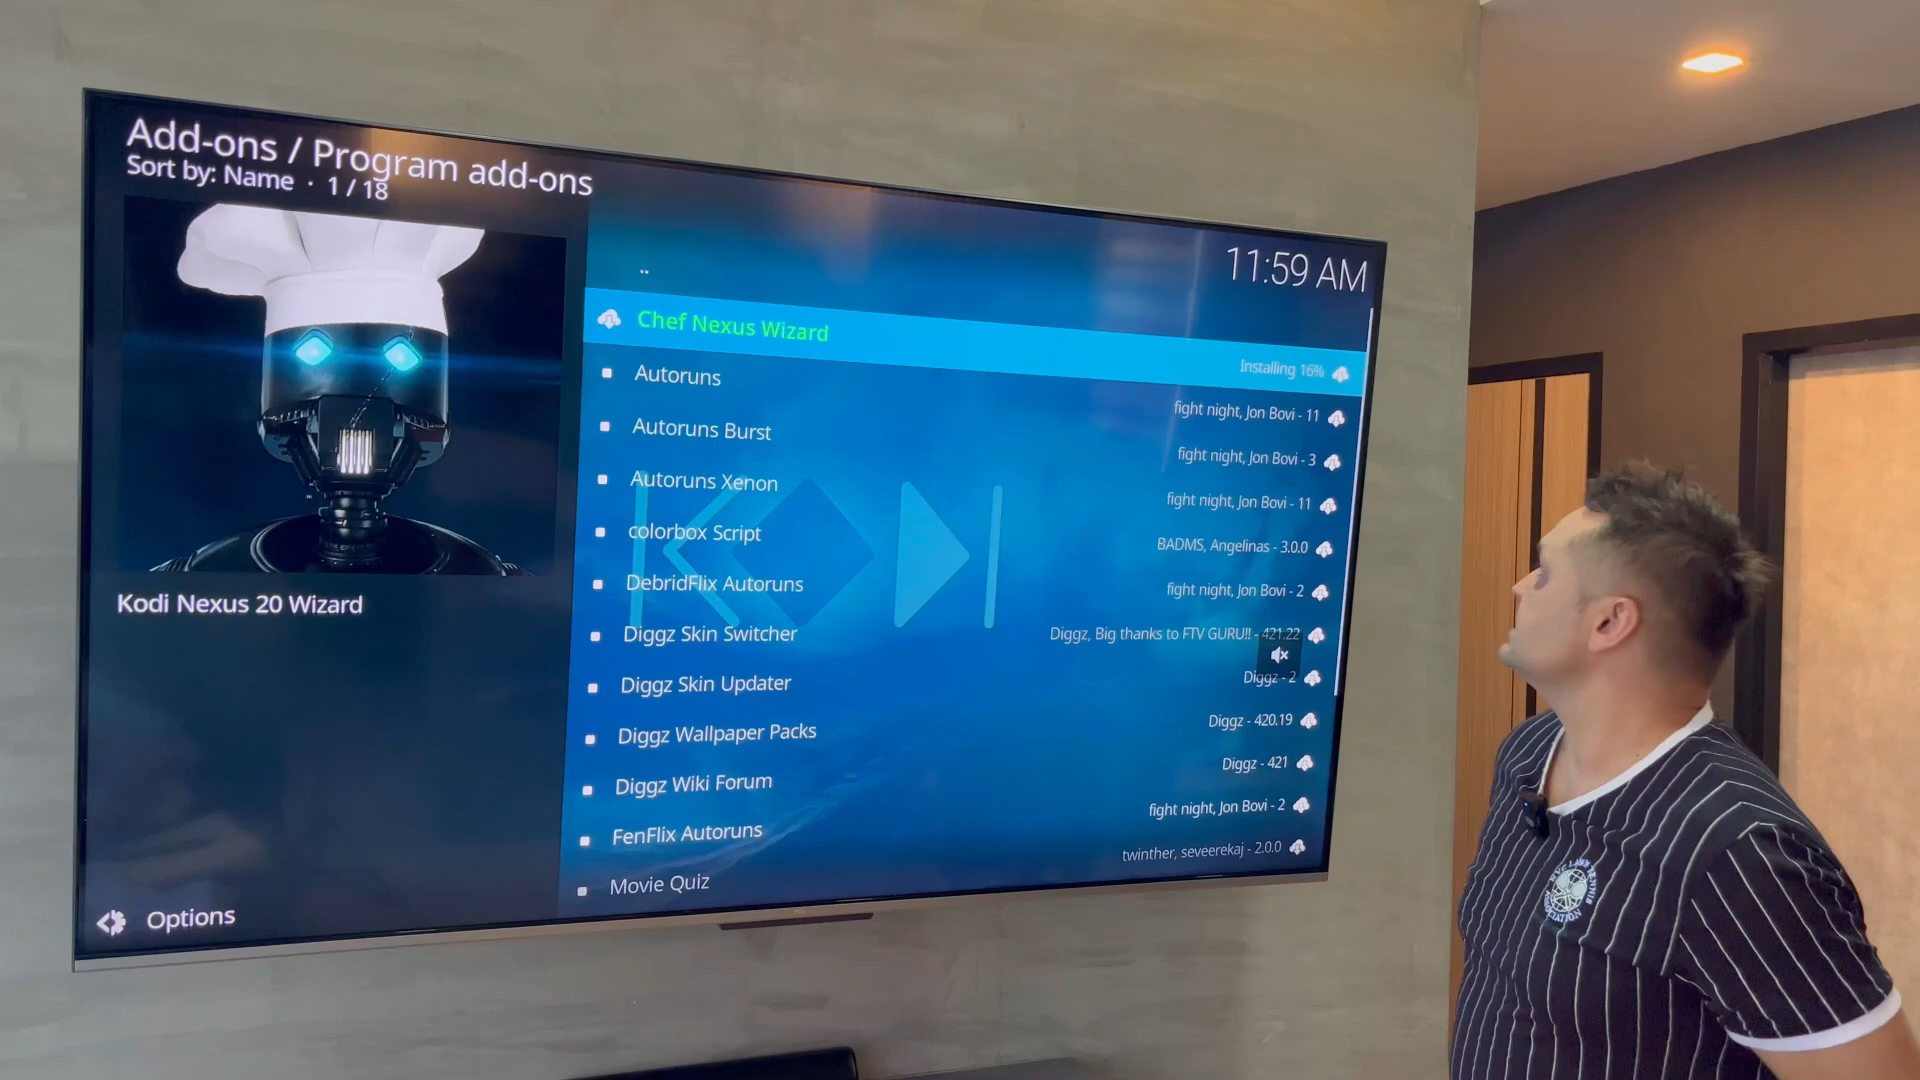 Add-ons / Program add-ons
Sort by: Name · 1 / 18
11:59 AM
..
Chef Nexus Wizard
Installing 16%
Autoruns
fight night, Jon Bovi - 11
Autoruns Burst
fight night, Jon Bovi - 3
Autoruns Xenon
fight night, Jon Bovi - 11
colorbox Script
BADMS, Angelinas - 3.0.0
DebridFlix Autoruns
fight night, Jon Bovi - 2
Diggz Skin Switcher
Diggz, Big thanks to FTV GURU!! - 421.22
Diggz Skin Updater
Diggz - 2
Diggz Wallpaper Packs
Diggz - 420.19
Diggz Wiki Forum
Diggz - 421
FenFlix Autoruns
fight night, Jon Bovi - 2
Movie Quiz
twinther, seveerekaj - 2.0.0
Kodi Nexus 20 Wizard
Options